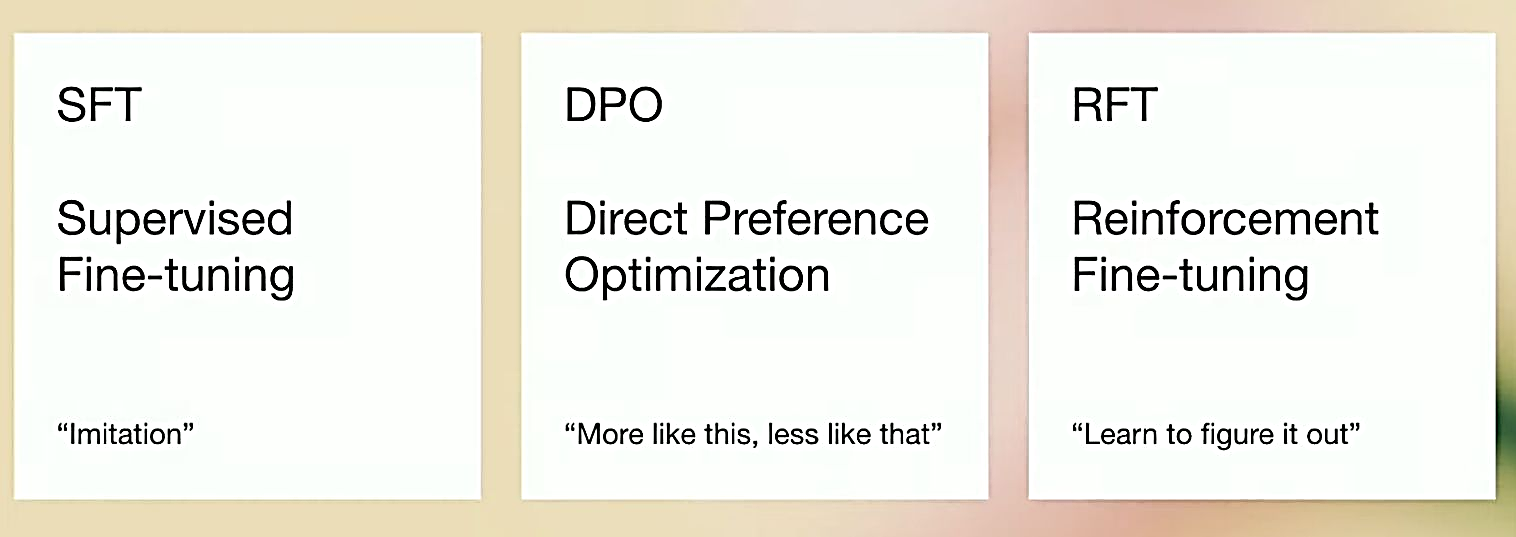 SFT
Supervised
Fine-tuning
“Imitation”
DPO
Direct Preference
Optimization
“More like this, less like that”
RFT
Reinforcement
Fine-tuning
“Learn to figure it out”